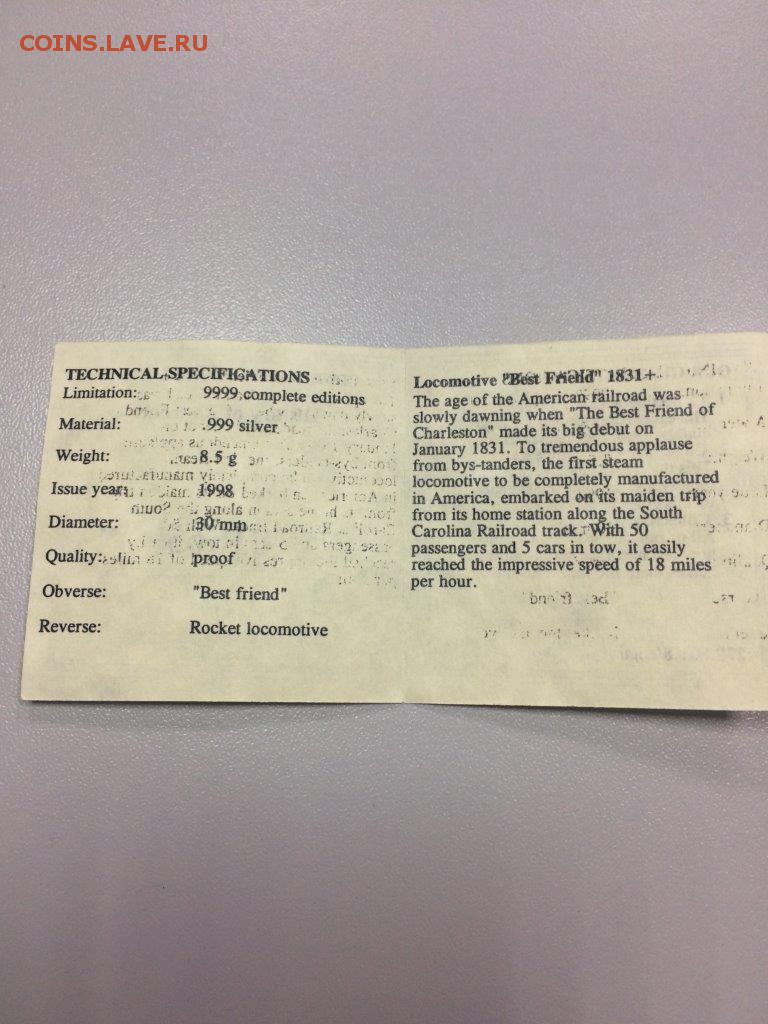 COINS.LAVE.RU
TECHNICAL SPECIFICATIONS
Limitation: 9999 complete editions
Material: .999 silver
Weight: 8.5 g
Issue year: 1998
Diameter: 30 mm
Quality: proof
Obverse: "Best friend"
Reverse: Rocket locomotive
Locomotive "Best Friend" 1831+
The age of the American railroad was
slowly dawning when "The Best Friend of
Charleston" made its big debut on
January 1831. To tremendous applause
from bys-tanders, the first steam
locomotive to be completely manufactured
in America, embarked on its maiden trip
from its home station along the South
Carolina Railroad track. With 50
passengers and 5 cars in tow, it easily
reached the impressive speed of 18 miles
per hour.